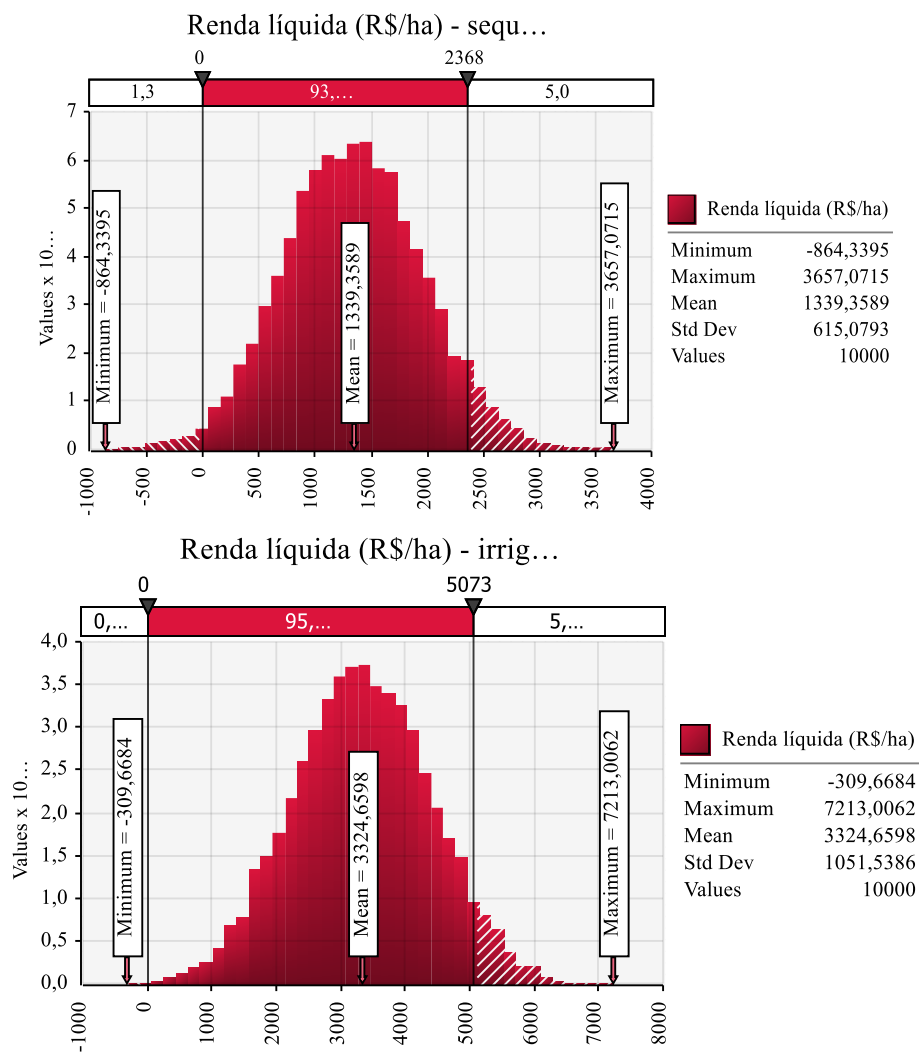 Renda líquida (R$/ha) - sequ…
0 2368
1,3 93,… 5,0
7
6
5
4
3
2
1
0
Values x 10…
Minimum = -864,3395
Mean = 1339,3589
Maximum = 3657,0715
-1000 -500 0 500 1000 1500 2000 2500 3000 3500 4000
Renda líquida (R$/ha)
Minimum -864,3395
Maximum 3657,0715
Mean 1339,3589
Std Dev 615,0793
Values 10000
Renda líquida (R$/ha) - irrig…
0 5073
0,… 95,… 5,…
4,0
3,5
3,0
2,5
2,0
1,5
1,0
0,5
0,0
Values x 10…
Minimum = -309,6684
Mean = 3324,6598
Maximum = 7213,0062
-1000 0 1000 2000 3000 4000 5000 6000 7000 8000
Renda líquida (R$/ha)
Minimum -309,6684
Maximum 7213,0062
Mean 3324,6598
Std Dev 1051,5386
Values 10000